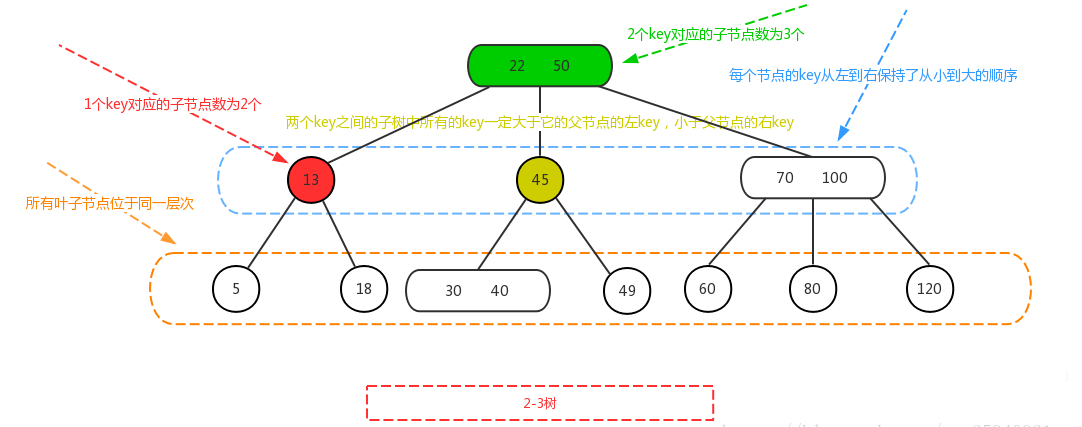 2个key对应的子节点数为3个
22 50
每个节点的key从左到右保持了从小到大的顺序
1个key对应的子节点数为2个
两个key之间的子树中所有的key一定大于它的父节点的左key，小于父节点的右key
13
45
70 100
所有叶子节点位于同一层次
5
18
30 40
49
60
80
120
2-3树